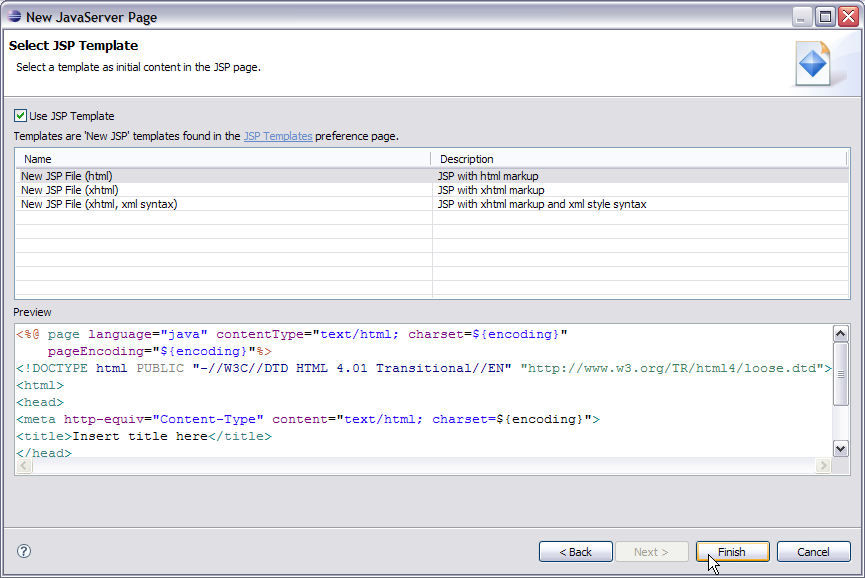 New JavaServer Page
Select JSP Template
Select a template as initial content in the JSP page.
Use JSP Template
Templates are 'New JSP' templates found in the JSP Templates preference page.
Name Description
New JSP File (html) JSP with html markup
New JSP File (xhtml) JSP with xhtml markup
New JSP File (xhtml, xml syntax) JSP with xhtml markup and xml style syntax
Preview
<%@ page language="java" contentType="text/html; charset=${encoding}"
pageEncoding="${encoding}"%>
<!DOCTYPE html PUBLIC "-//W3C//DTD HTML 4.01 Transitional//EN" "http://www.w3.org/TR/html4/loose.dtd">
<html>
<head>
<meta http-equiv="Content-Type" content="text/html; charset=${encoding}">
<title>Insert title here</title>
</head>
? < Back Next > Finish Cancel